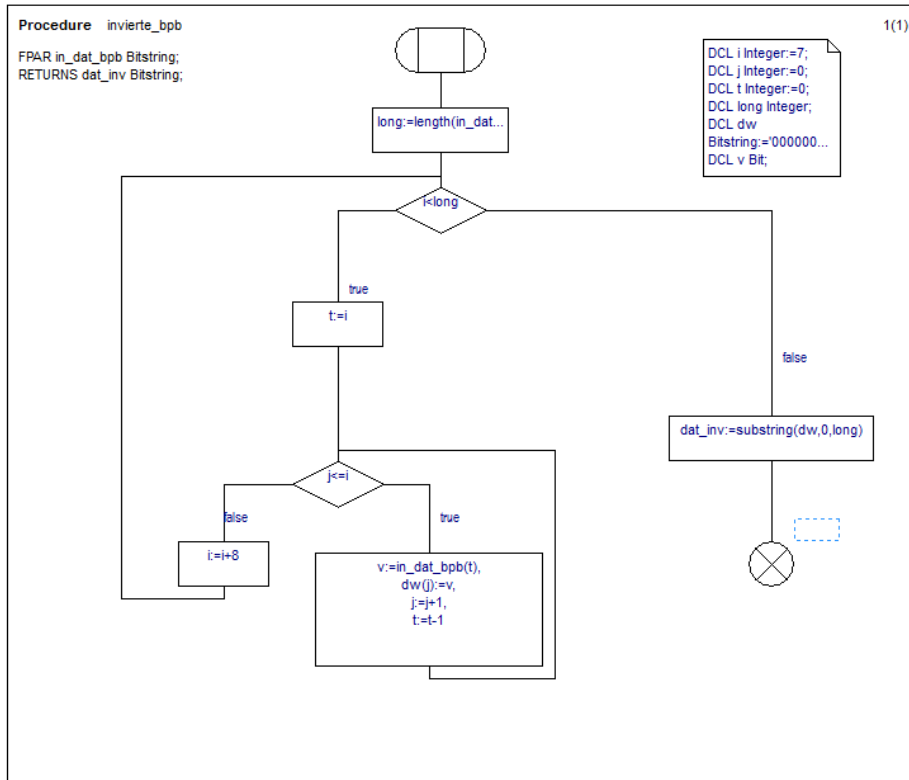 Procedure invierte_bpb
1(1)
FPAR in_dat_bpb Bitstring;
RETURNS dat_inv Bitstring;
DCL i Integer:=7;
DCL j Integer:=0;
DCL t Integer:=0;
DCL long Integer;
DCL dw
Bitstring:='000000...
DCL v Bit;
long:=length(in_dat...
i<long
true
t:=i
false
dat_inv:=substring(dw,0,long)
j<=i
false
true
i:=i+8
v:=in_dat_bpb(t),
dw(j):=v,
j:=j+1,
t:=t-1